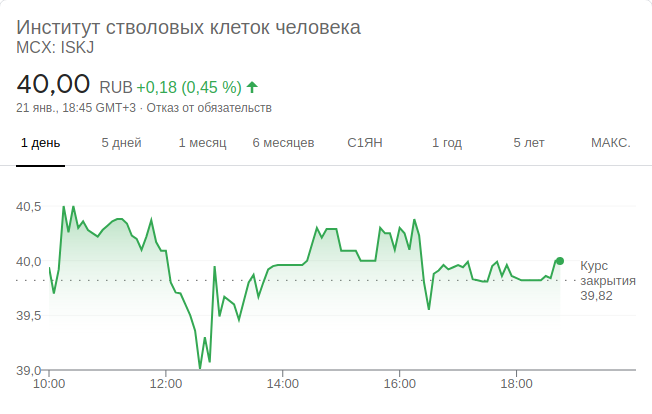 Институт стволовых клеток человека
MCX: ISKJ
40,00 RUB +0,18 (0,45 %)
21 янв., 18:45 GMT+3 · Отказ от обязательств
1 день 5 дней 1 месяц 6 месяцев С1ЯН 1 год 5 лет МАКС.
40,5
40,0
Курс
закрытия
39,82
39,5
39,0
10:00 12:00 14:00 16:00 18:00